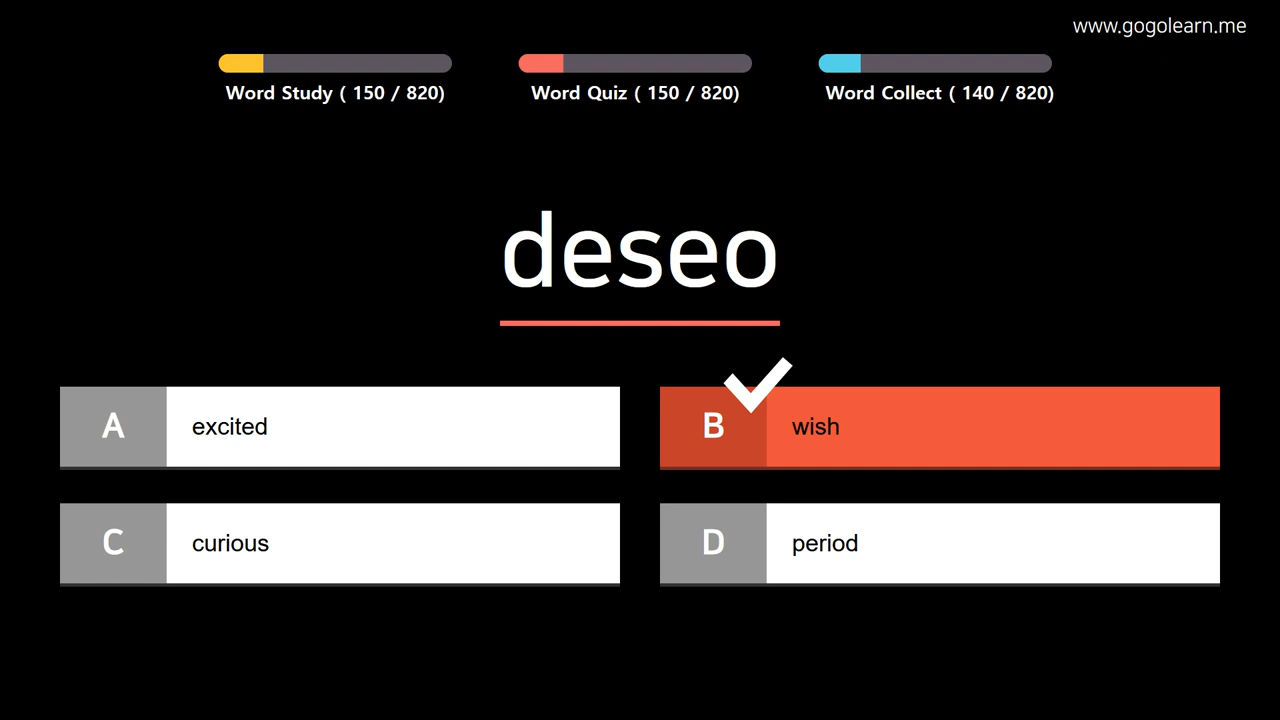 www.gogolearn.me
Word Study ( 150 / 820)
Word Quiz ( 150 / 820)
Word Collect ( 140 / 820)
deseo
A excited
B wish
C curious
D period